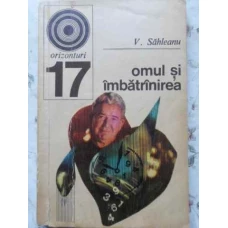 orizonturi
17
V. Săhleanu
omul și
îmbătrînirea